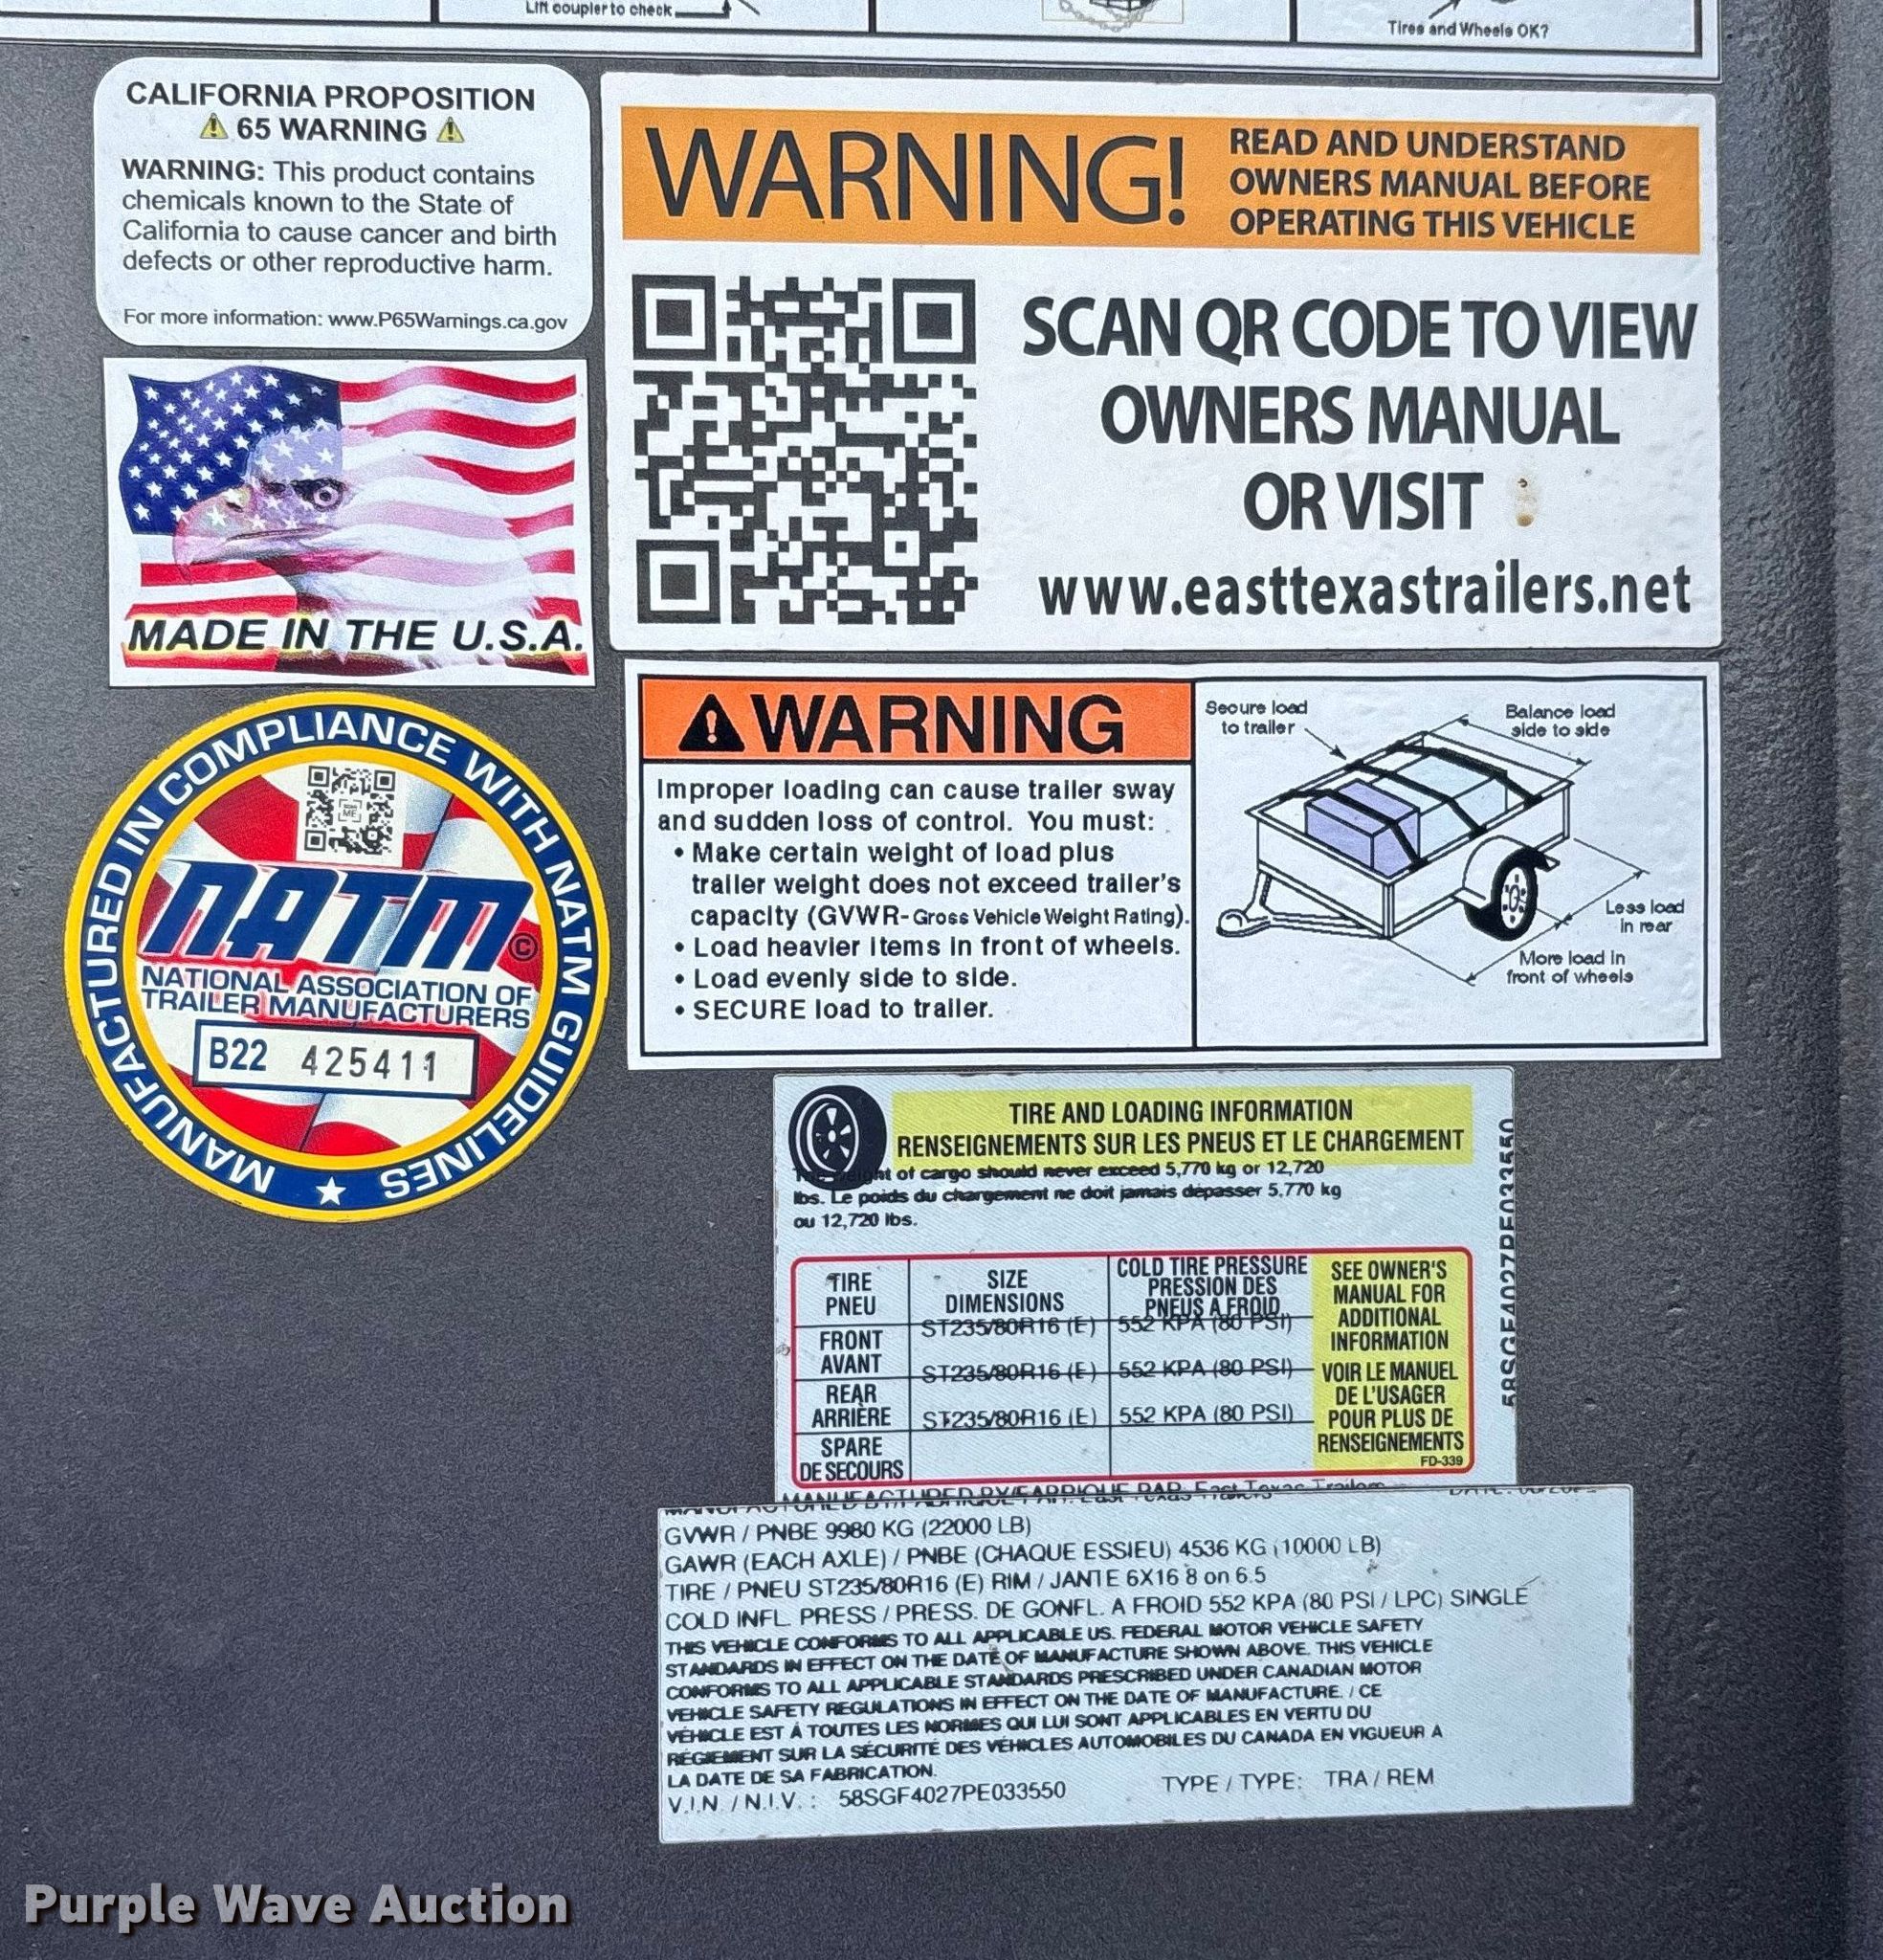 Lift coupler to check
Tires and Wheels OK?
CALIFORNIA PROPOSITION
65 WARNING
WARNING: This product contains
chemicals known to the State of
California to cause cancer and birth
defects or other reproductive harm.
For more information: www.P65Warnings.ca.gov
WARNING!
READ AND UNDERSTAND
OWNERS MANUAL BEFORE
OPERATING THIS VEHICLE
SCAN QR CODE TO VIEW
OWNERS MANUAL
OR VISIT
www.easttexastrailers.net
MADE IN THE U.S.A.
MANUFACTURED IN COMPLIANCE WITH NATM GUIDELINES
NATM©
NATIONAL ASSOCIATION OF
TRAILER MANUFACTURERS
B22 425411
WARNING
Improper loading can cause trailer sway
and sudden loss of control. You must:
• Make certain weight of load plus
trailer weight does not exceed trailer's
capacity (GVWR-Gross Vehicle Weight Rating).
• Load heavier items in front of wheels.
• Load evenly side to side.
• SECURE load to trailer.
Secure load
to trailer
Balance load
side to side
Less load
in rear
More load in
front of wheels
TIRE AND LOADING INFORMATION
RENSEIGNEMENTS SUR LES PNEUS ET LE CHARGEMENT
of cargo should never exceed 5,770 kg or 12,720
lbs. Le poids du chargement ne doit jamais dépasser 5,770 kg
ou 12,720 lbs.
TIRE
PNEU
SIZE
DIMENSIONS
COLD TIRE PRESSURE
PRESSION DES
PNEUS A FROID
FRONT
AVANT
ST235/80R16 (E)
552 KPA (80 PSI)
REAR
ARRIÈRE
ST235/80R16 (E)
552 KPA (80 PSI)
SPARE
DE SECOURS
ST235/80R16 (E)
552 KPA (80 PSI)
SEE OWNER'S
MANUAL FOR
ADDITIONAL
INFORMATION
VOIR LE MANUEL
DE L'USAGER
POUR PLUS DE
RENSEIGNEMENTS
FD-339
58SGF4027PE033550
MANUFACTURED BY/FABRIQUE PAR: East Texas Trailers
GVWR / PNBE 9980 KG (22000 LB)
GAWR (EACH AXLE) / PNBE (CHAQUE ESSIEU) 4536 KG (10000 LB)
TIRE / PNEU ST235/80R16 (E) RIM / JANTE 6X16 8 on 6.5
COLD INFL. PRESS / PRESS. DE GONFL. A FROID 552 KPA (80 PSI / LPC) SINGLE
THIS VEHICLE CONFORMS TO ALL APPLICABLE US. FEDERAL MOTOR VEHICLE SAFETY
STANDARDS IN EFFECT ON THE DATE OF MANUFACTURE SHOWN ABOVE. THIS VEHICLE
CONFORMS TO ALL APPLICABLE STANDARDS PRESCRIBED UNDER CANADIAN MOTOR
VEHICLE SAFETY REGULATIONS IN EFFECT ON THE DATE OF MANUFACTURE. / CE
VÉHICLE EST À TOUTES LES NORMES QUI LUI SONT APPLICABLES EN VERTU DU
RÉGIEMENT SUR LA SÉCURITÉ DES VÉHICLES AUTOMOBILES DU CANADA EN VIGUEUR A
LA DATE DE SA FABRICATION.
V.I.N. / N.I.V. : 58SGF4027PE033550 TYPE / TYPE: TRA / REM
Purple Wave Auction